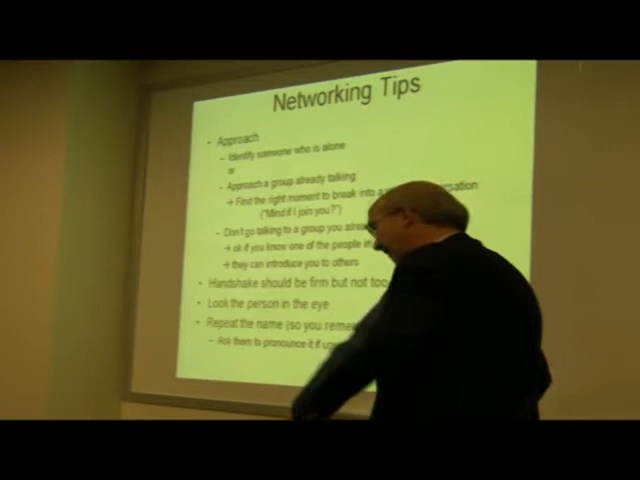 Networking Tips
- Approach
– Identify someone who is alone
or
– Approach a group already talking
→ Find the right moment to break into
("Mind if I join you?")
– Don't go talking to a group you
→ ok if you know one of the people in
→ they can introduce you to others
• Handshake should be firm but not too
• Look the person in the eye
• Repeat the name (so you
– Ask them to pronounce it if